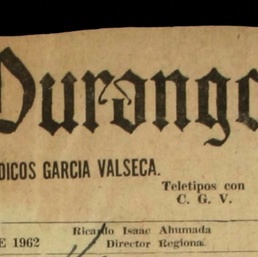 Durango
DICOS GARCIA VALSECA.
Teletipos con
C. G. V.
E 1962 Ricardo Isaac Ahumada
Director Regiona.